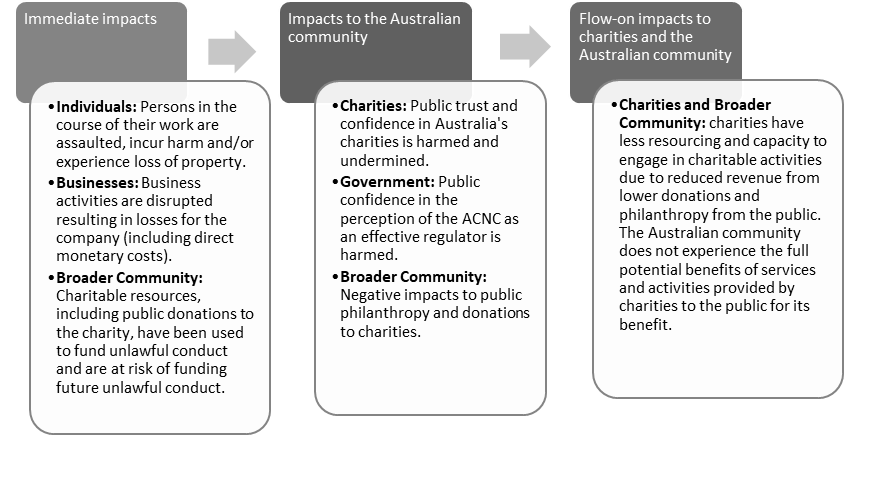 Immediate impacts
•Individuals: Persons in the
course of their work are
assaulted, incur harm and/or
experience loss of property.
•Businesses: Business
activities are disrupted
resulting in losses for the
company (including direct
monetary costs).
•Broader Community:
Charitable resources,
including public donations to
the charity, have been used
to fund unlawful conduct
and are at risk of funding
future unlawful conduct.
Impacts to the Australian
community
•Charities: Public trust and
confidence in Australia's
charities is harmed and
undermined.
•Government: Public
confidence in the
perception of the ACNC as
an effective regulator is
harmed.
•Broader Community:
Negative impacts to public
philanthropy and donations
to charities.
Flow-on impacts to
charities and the
Australian community
•Charities and Broader
Community: charities have
less resourcing and capacity to
engage in charitable activities
due to reduced revenue from
lower donations and
philanthropy from the public.
The Australian community
does not experience the full
potential benefits of services
and activities provided by
charities to the public for its
benefit.